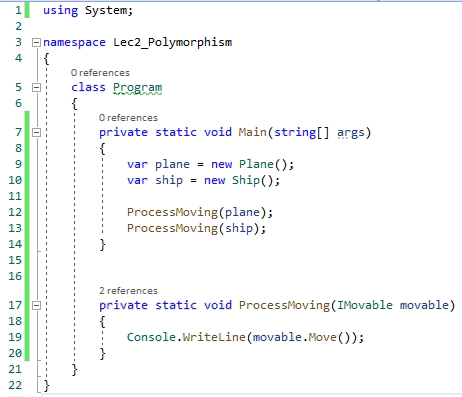 1 using System;
2
3 namespace Lec2_Polymorphism
4 {
0 references
5 class Program
6 {
0 references
7 private static void Main(string[] args)
8 {
9 var plane = new Plane();
10 var ship = new Ship();
11
12 ProcessMoving(plane);
13 ProcessMoving(ship);
14 }
15
16
2 references
17 private static void ProcessMoving(IMovable movable)
18 {
19 Console.WriteLine(movable.Move());
20 }
21 }
22 }